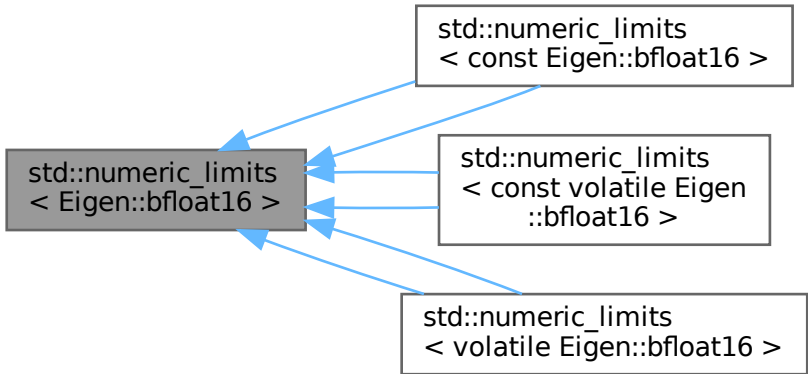 std::numeric_limits
< const Eigen::bfloat16 >
std::numeric_limits
< Eigen::bfloat16 >
std::numeric_limits
< const volatile Eigen
::bfloat16 >
std::numeric_limits
< volatile Eigen::bfloat16 >